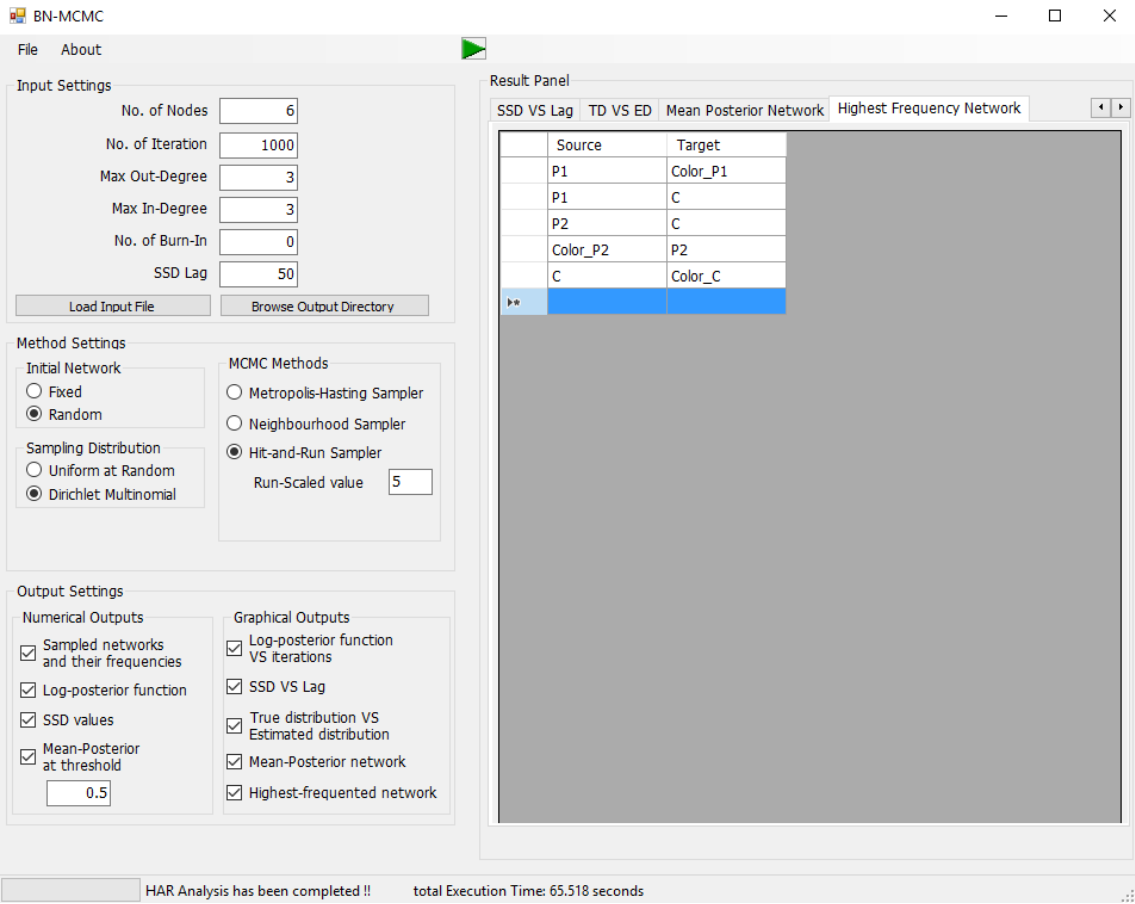 BN-MCMC
File About
Input Settings
No. of Nodes 6
No. of Iteration 1000
Max Out-Degree 3
Max In-Degree 3
No. of Burn-In 0
SSD Lag 50
Load Input File Browse Output Directory
Method Settings
Initial Network
Fixed
Random
Sampling Distribution
Uniform at Random
Dirichlet Multinomial
MCMC Methods
Metropolis-Hasting Sampler
Neighbourhood Sampler
Hit-and-Run Sampler
Run-Scaled value 5
Output Settings
Numerical Outputs
Sampled networks
and their frequencies
Log-posterior function
SSD values
Mean-Posterior
at threshold
0.5
Graphical Outputs
Log-posterior function
VS iterations
SSD VS Lag
True distribution VS
Estimated distribution
Mean-Posterior network
Highest-frequented network
Result Panel
SSD VS Lag TD VS ED Mean Posterior Network Highest Frequency Network
Source Target
P1 Color_P1
P1 C
P2 C
Color_P2 P2
C Color_C
HAR Analysis has been completed !! total Execution Time: 65.518 seconds